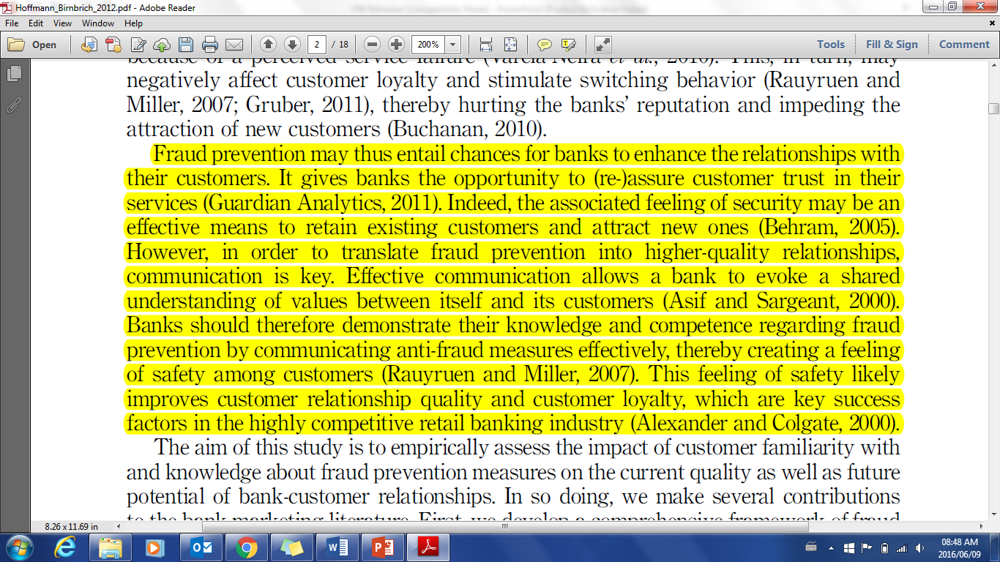 Hoffmann_Birnbrich_2012.pdf - Adobe Reader
File Edit View Window Help
Open 2 / 18 200% Tools Fill & Sign Comment
because of a perceived service failure (Varela-Neira et al., 2010). This, in turn, may
negatively affect customer loyalty and stimulate switching behavior (Rauyruen and
Miller, 2007; Gruber, 2011), thereby hurting the banks’ reputation and impeding the
attraction of new customers (Buchanan, 2010).
Fraud prevention may thus entail chances for banks to enhance the relationships with
their customers. It gives banks the opportunity to (re-)assure customer trust in their
services (Guardian Analytics, 2011). Indeed, the associated feeling of security may be an
effective means to retain existing customers and attract new ones (Behram, 2005).
However, in order to translate fraud prevention into higher-quality relationships,
communication is key. Effective communication allows a bank to evoke a shared
understanding of values between itself and its customers (Asif and Sargeant, 2000).
Banks should therefore demonstrate their knowledge and competence regarding fraud
prevention by communicating anti-fraud measures effectively, thereby creating a feeling
of safety among customers (Rauyruen and Miller, 2007). This feeling of safety likely
improves customer relationship quality and customer loyalty, which are key success
factors in the highly competitive retail banking industry (Alexander and Colgate, 2000).
The aim of this study is to empirically assess the impact of customer familiarity with
and knowledge about fraud prevention measures on the current quality as well as future
potential of bank-customer relationships. In so doing, we make several contributions
to the bank marketing literature. First, we develop a comprehensive framework of fraud
8.26 x 11.69 in
08:48 AM
2016/06/09